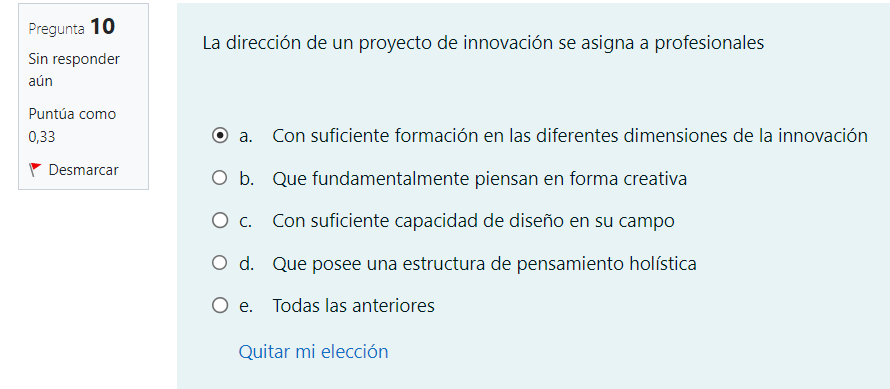 Pregunta 10
Sin responder
aún
Puntúa como
0,33
Desmarcar
La dirección de un proyecto de innovación se asigna a profesionales
a. Con suficiente formación en las diferentes dimensiones de la innovación
b. Que fundamentalmente piensan en forma creativa
c. Con suficiente capacidad de diseño en su campo
d. Que posee una estructura de pensamiento holística
e. Todas las anteriores
Quitar mi elección